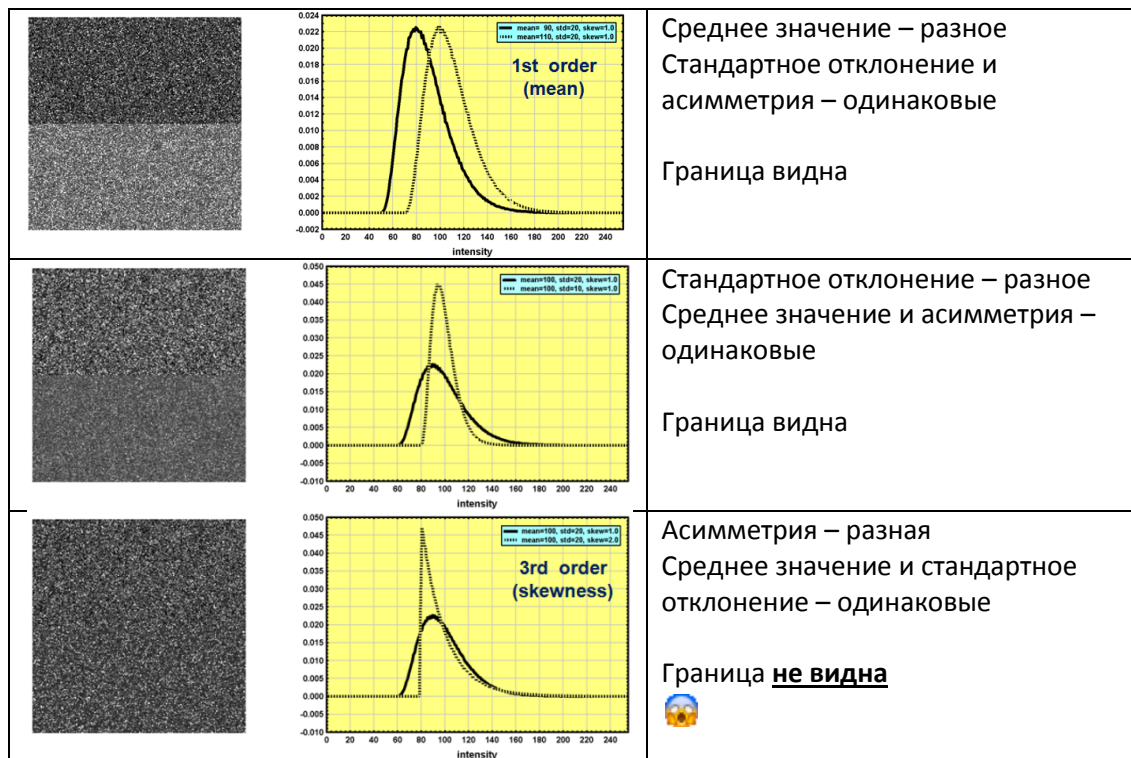 0.024
0.022
0.020
0.018
0.016
0.014
0.012
0.010
0.008
0.006
0.004
0.002
0.000
-0.002
mean= 90, std=20, skew=1.0
mean=110, std=20, skew=1.0
1st order
(mean)
0 20 40 60 80 100 120 140 160 180 200 220 240
intensity
Среднее значение – разное
Стандартное отклонение и
асимметрия – одинаковые
Граница видна
0.050
0.045
0.040
0.035
0.030
0.025
0.020
0.015
0.010
0.005
0.000
-0.005
-0.010
mean=100, std=20, skew=1.0
mean=100, std=10, skew=1.0
0 20 40 60 80 100 120 140 160 180 200 220 240
intensity
Стандартное отклонение – разное
Среднее значение и асимметрия –
одинаковые
Граница видна
0.050
0.045
0.040
0.035
0.030
0.025
0.020
0.015
0.010
0.005
0.000
-0.005
-0.010
mean=100, std=20, skew=1.0
mean=100, std=20, skew=2.0
3rd order
(skewness)
0 20 40 60 80 100 120 140 160 180 200 220 240
intensity
Асимметрия – разная
Среднее значение и стандартное
отклонение – одинаковые
Граница не видна